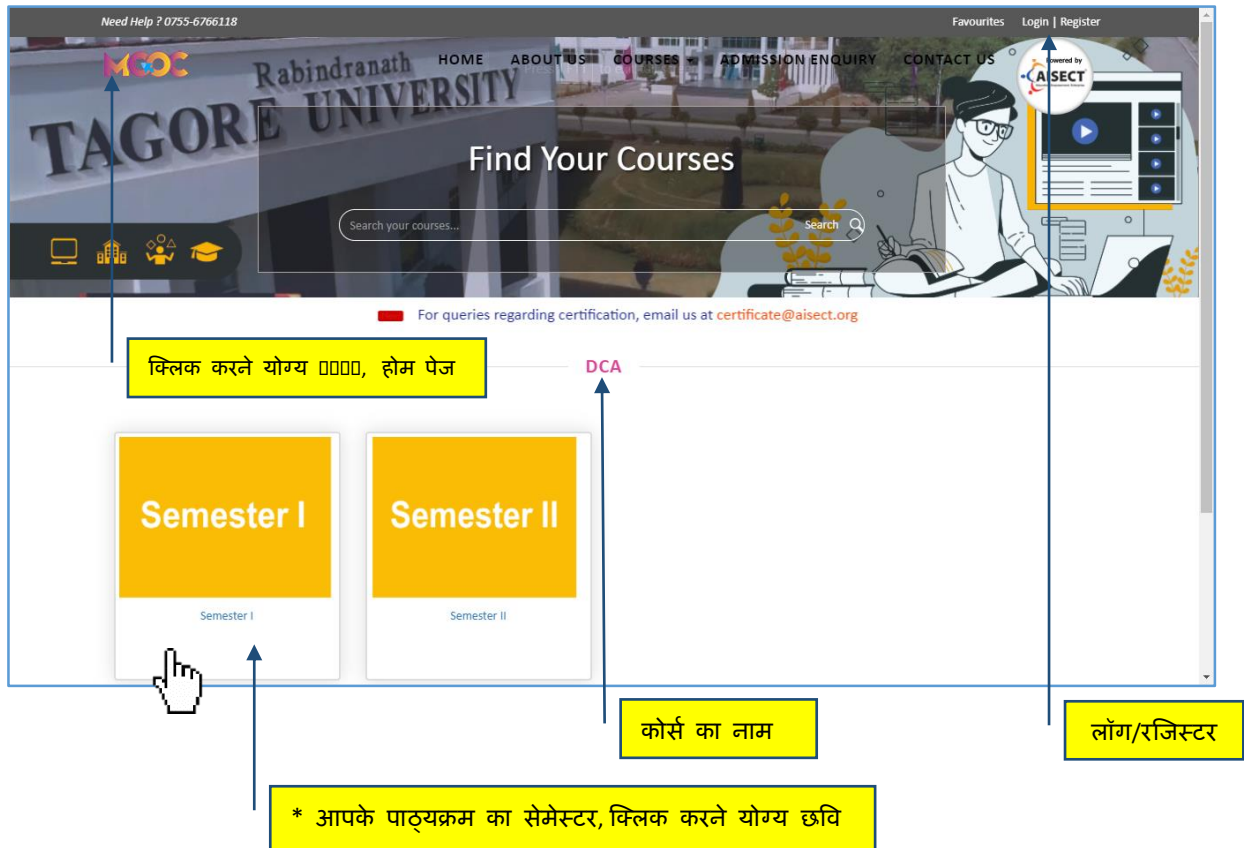 Need Help ? 0755-6766118
Favourites Login | Register
MOOC
HOME ABOUT US COURSES ADMISSION ENQUIRY CONTACT US
Powered by
AISECT
Rabindranath
TAGORE UNIVERSITY
Find Your Courses
Search your courses... Search
For queries regarding certification, email us at certificate@aisect.org
क्लिक करने योग्य ▯▯▯▯, होम पेज
DCA
Semester I
Semester II
Semester I
Semester II
कोर्स का नाम
लॉग/रजिस्टर
* आपके पाठ्यक्रम का सेमेस्टर, क्लिक करने योग्य छवि